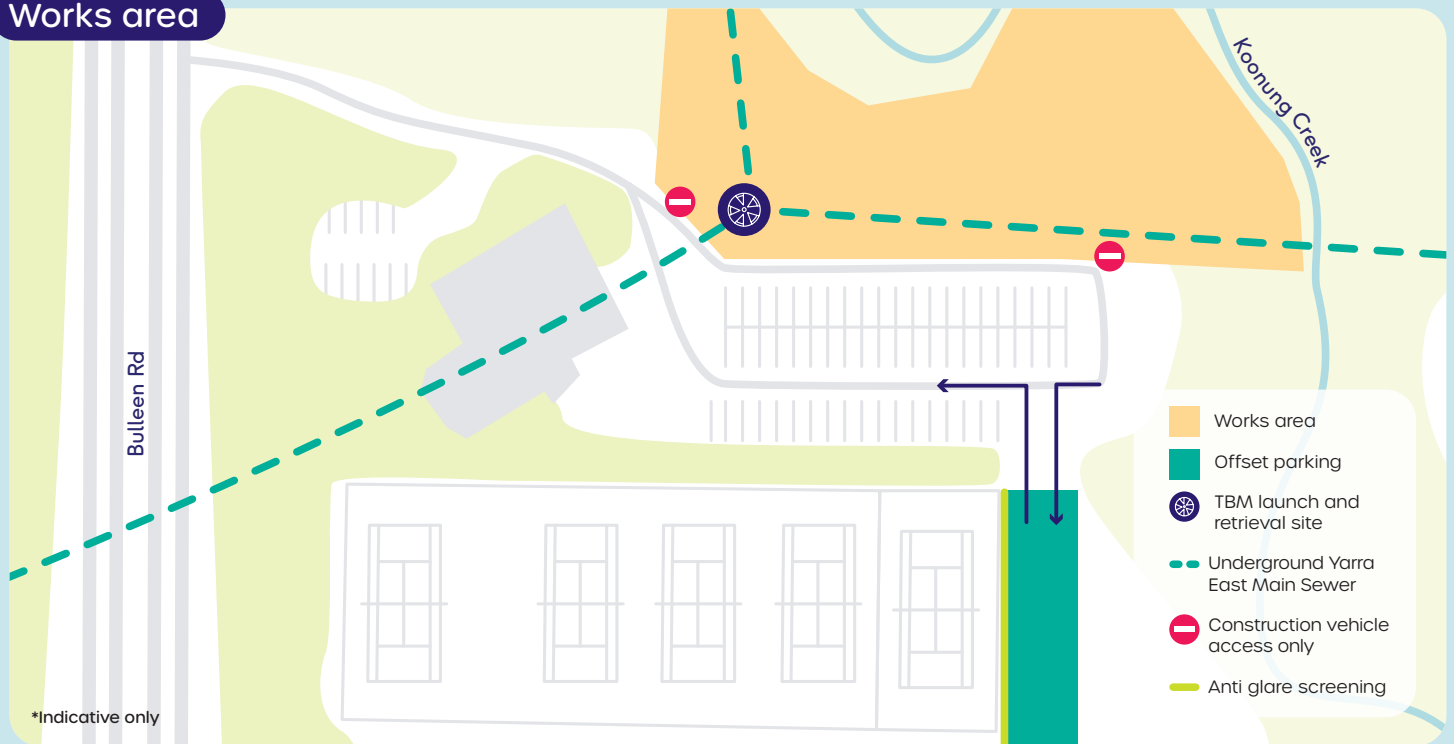 Works area
Koonung Creek
Bulleen Rd
Works area
Offset parking
TBM launch and
retrieval site
Underground Yarra
East Main Sewer
Construction vehicle
access only
Anti glare screening
*Indicative only